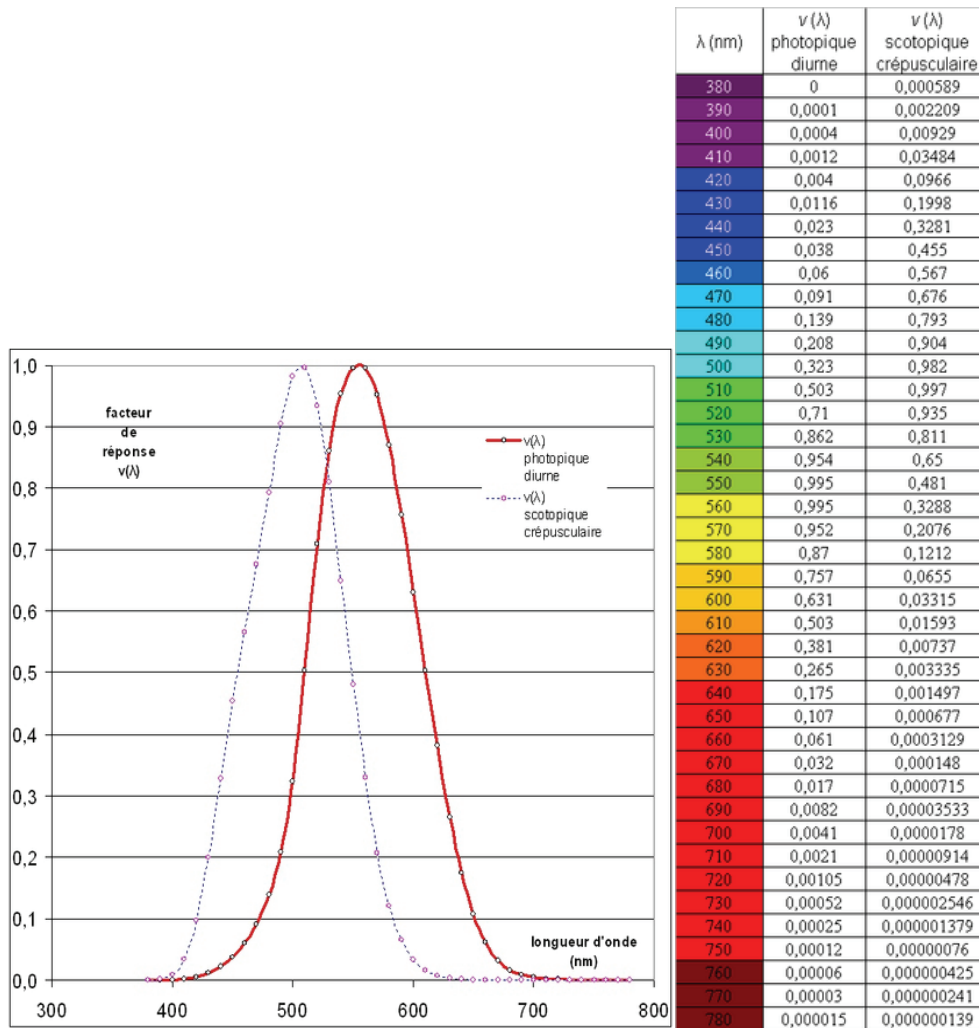 λ (nm)
v (λ)
photopique
diurne
v (λ)
scotopique
crépusculaire
380 0 0,000589
390 0,0001 0,002209
400 0,0004 0,00929
410 0,0012 0,03484
420 0,004 0,0966
430 0,0116 0,1998
440 0,023 0,3281
450 0,038 0,455
460 0,06 0,567
470 0,091 0,676
480 0,139 0,793
490 0,208 0,904
500 0,323 0,982
510 0,503 0,997
520 0,71 0,935
530 0,862 0,811
540 0,954 0,65
550 0,995 0,481
560 0,995 0,3288
570 0,952 0,2076
580 0,87 0,1212
590 0,757 0,0655
600 0,631 0,03315
610 0,503 0,01593
620 0,381 0,00737
630 0,265 0,003335
640 0,175 0,001497
650 0,107 0,000677
660 0,061 0,0003129
670 0,032 0,000148
680 0,017 0,0000715
690 0,0082 0,00003533
700 0,0041 0,0000178
710 0,0021 0,00000914
720 0,00105 0,00000478
730 0,00052 0,000002546
740 0,00025 0,000001379
750 0,00012 0,00000076
760 0,00006 0,000000425
770 0,00003 0,000000241
780 0,000015 0,000000139
1,0
0,9
0,8
0,7
0,6
0,5
0,4
0,3
0,2
0,1
0,0
facteur
de
réponse
v(λ)
v(λ)
photopique
diurne
v(λ)
scotopique
crépusculaire
longueur d'onde
(nm)
300 400 500 600 700 800